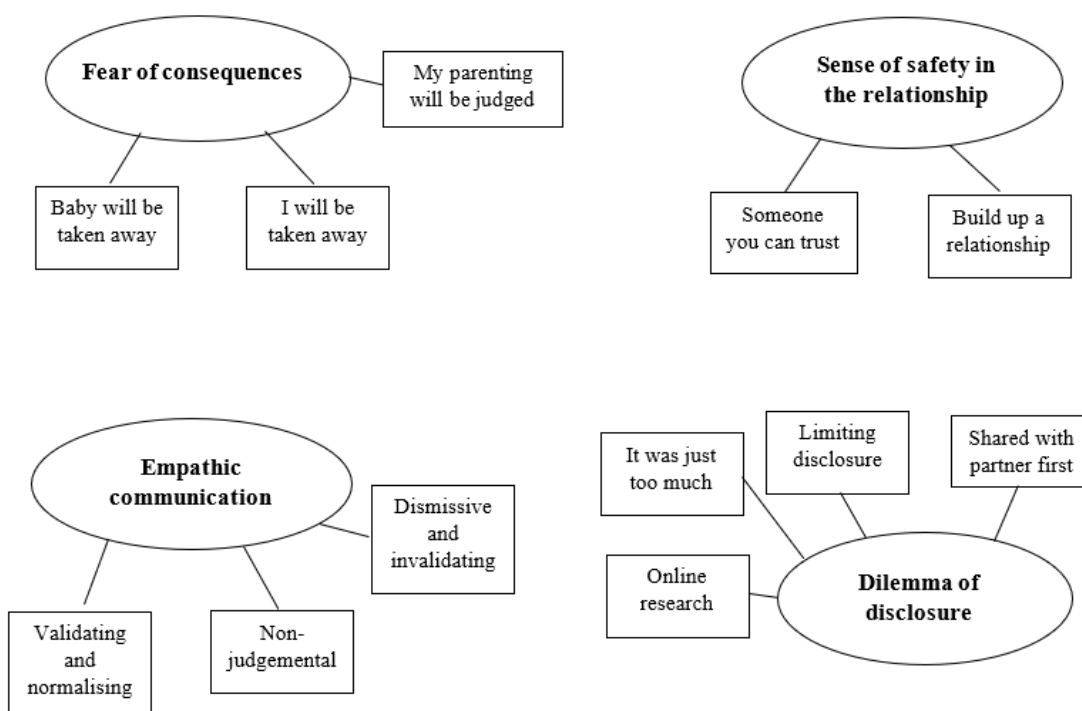 Fear of consequences
My parenting
will be judged
Baby will be
taken away
I will be
taken away
Sense of safety in
the relationship
Someone
you can trust
Build up a
relationship
Empathic
communication
Dismissive
and
invalidating
Validating
and
normalising
Non-
judgemental
It was just
too much
Limiting
disclosure
Shared with
partner first
Online
research
Dilemma of
disclosure